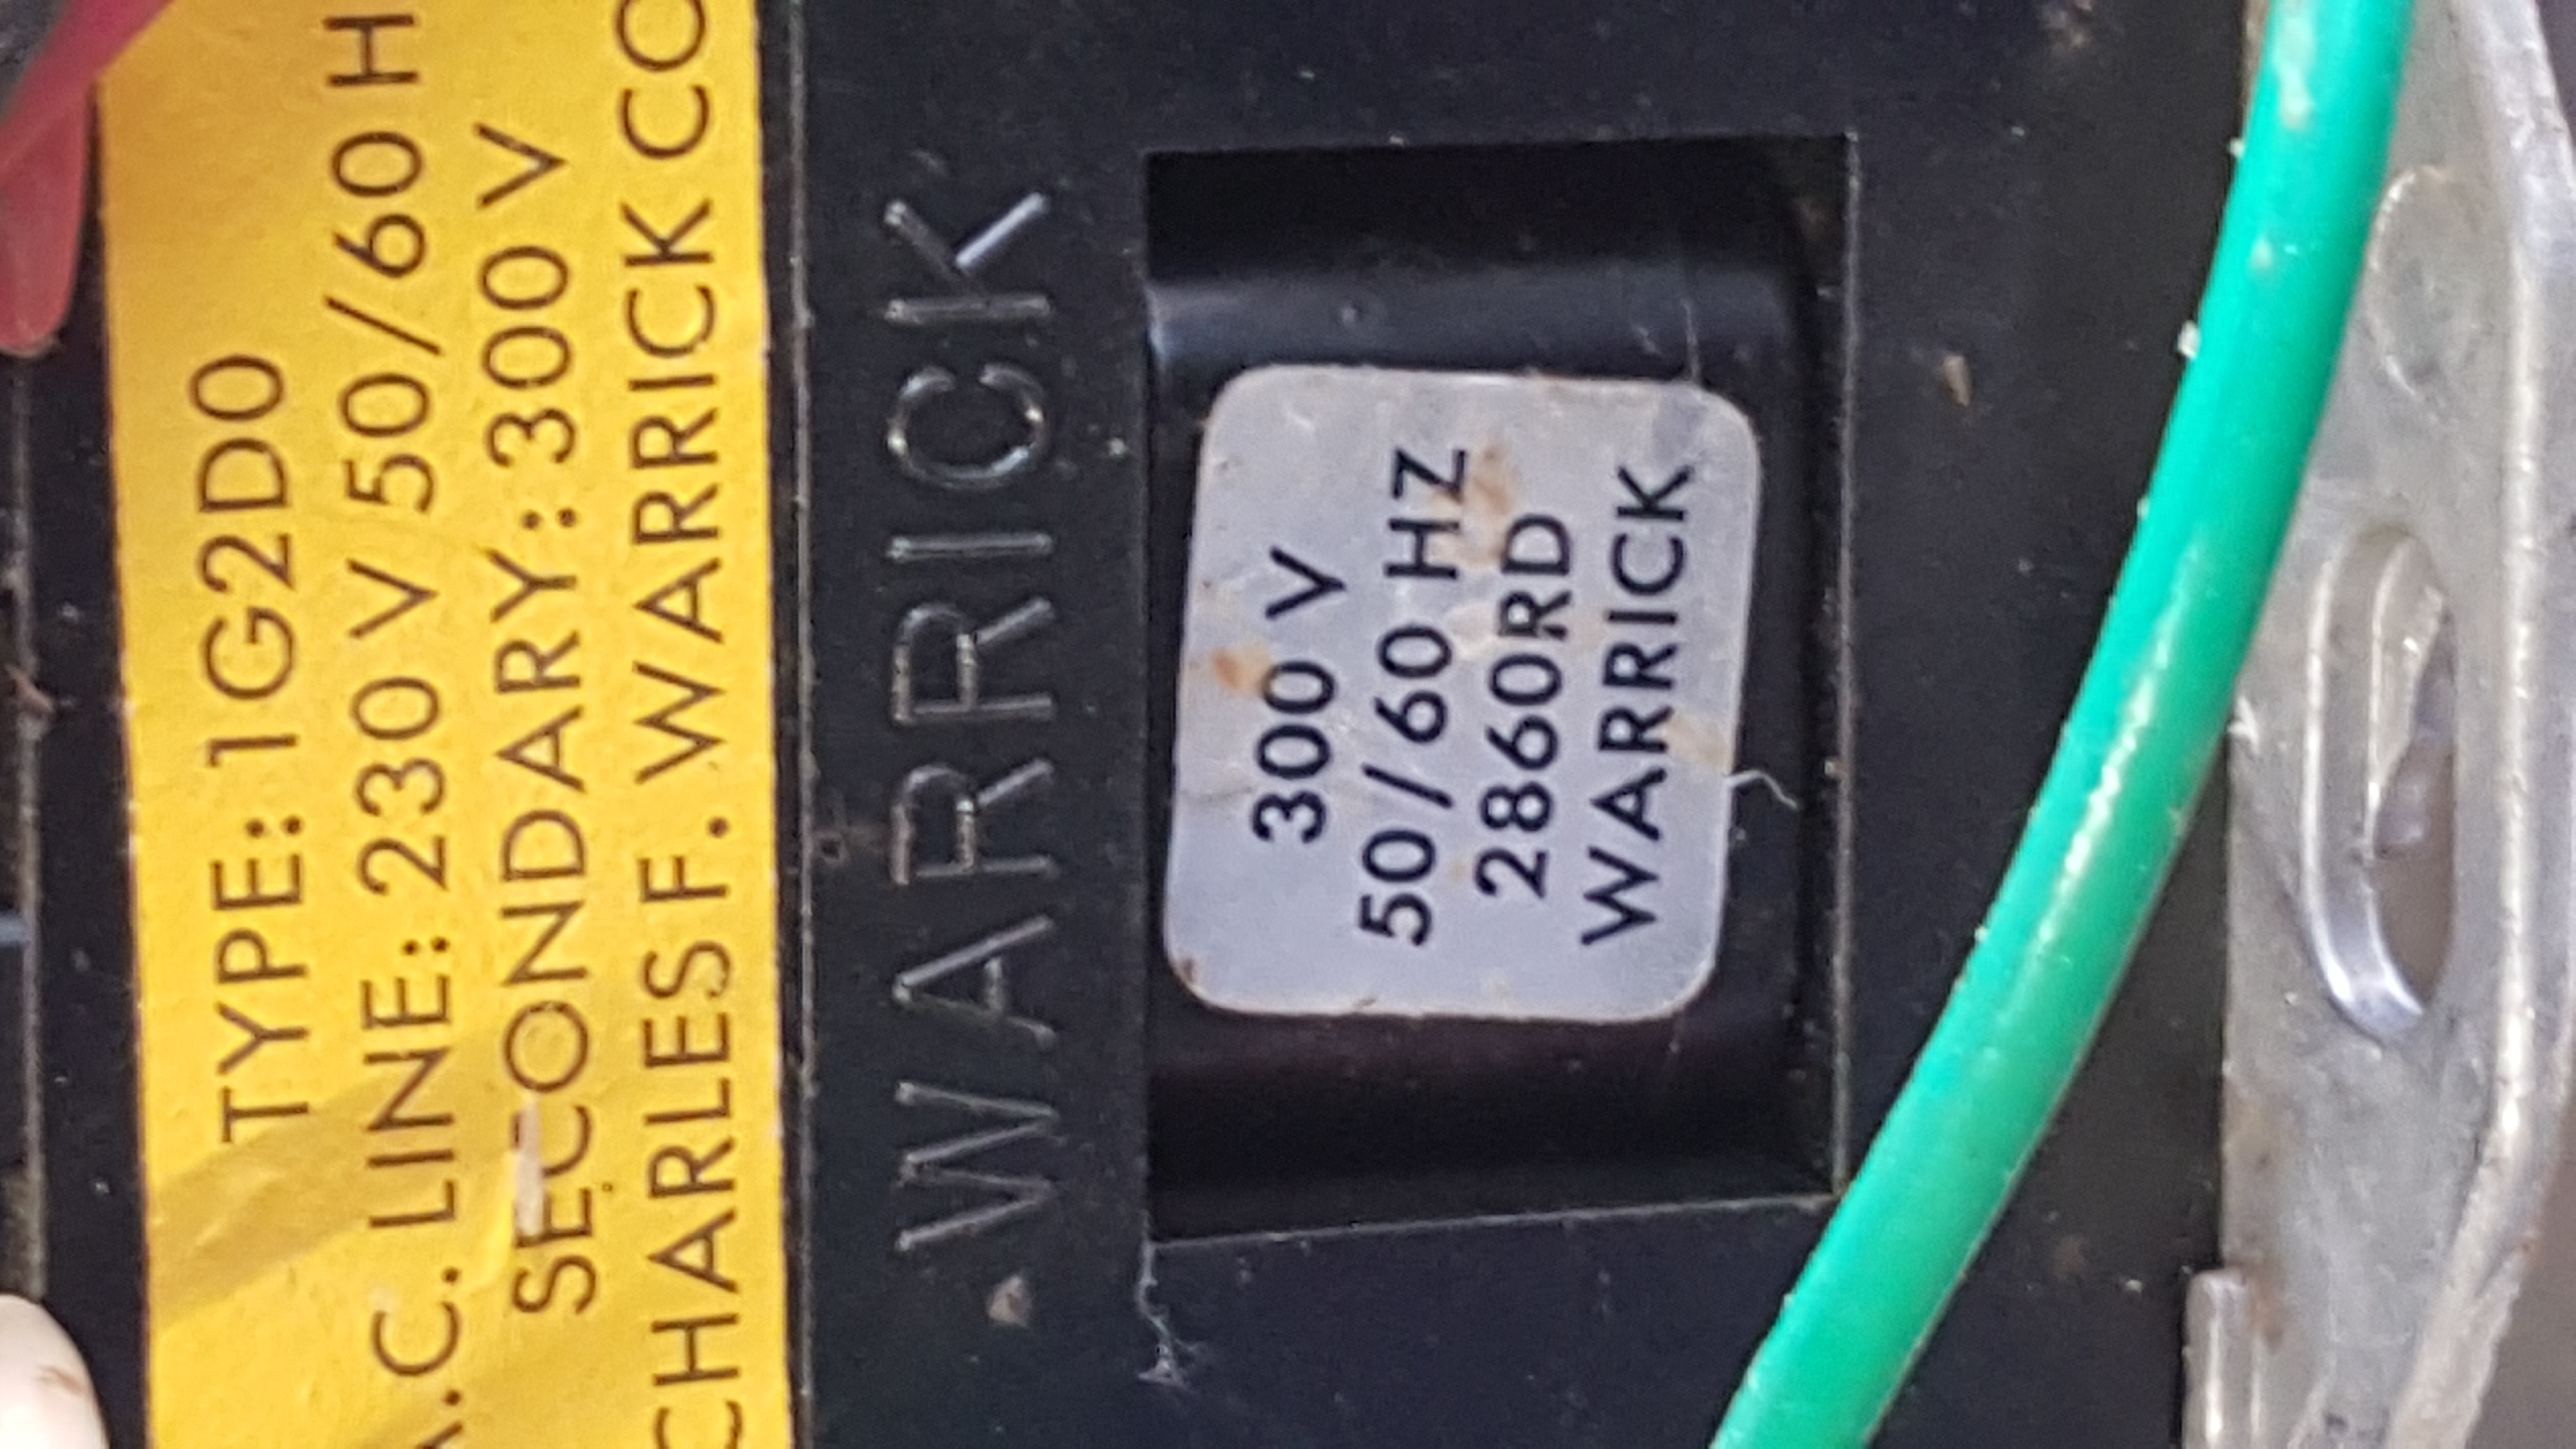 TYPE: 1G2D0
A.C. LINE: 230 V 50/60 H
SECONDARY: 300 V
CHARLES F. WARRICK CO
WARRICK
300 V
50/60 HZ
2860RD
WARRICK